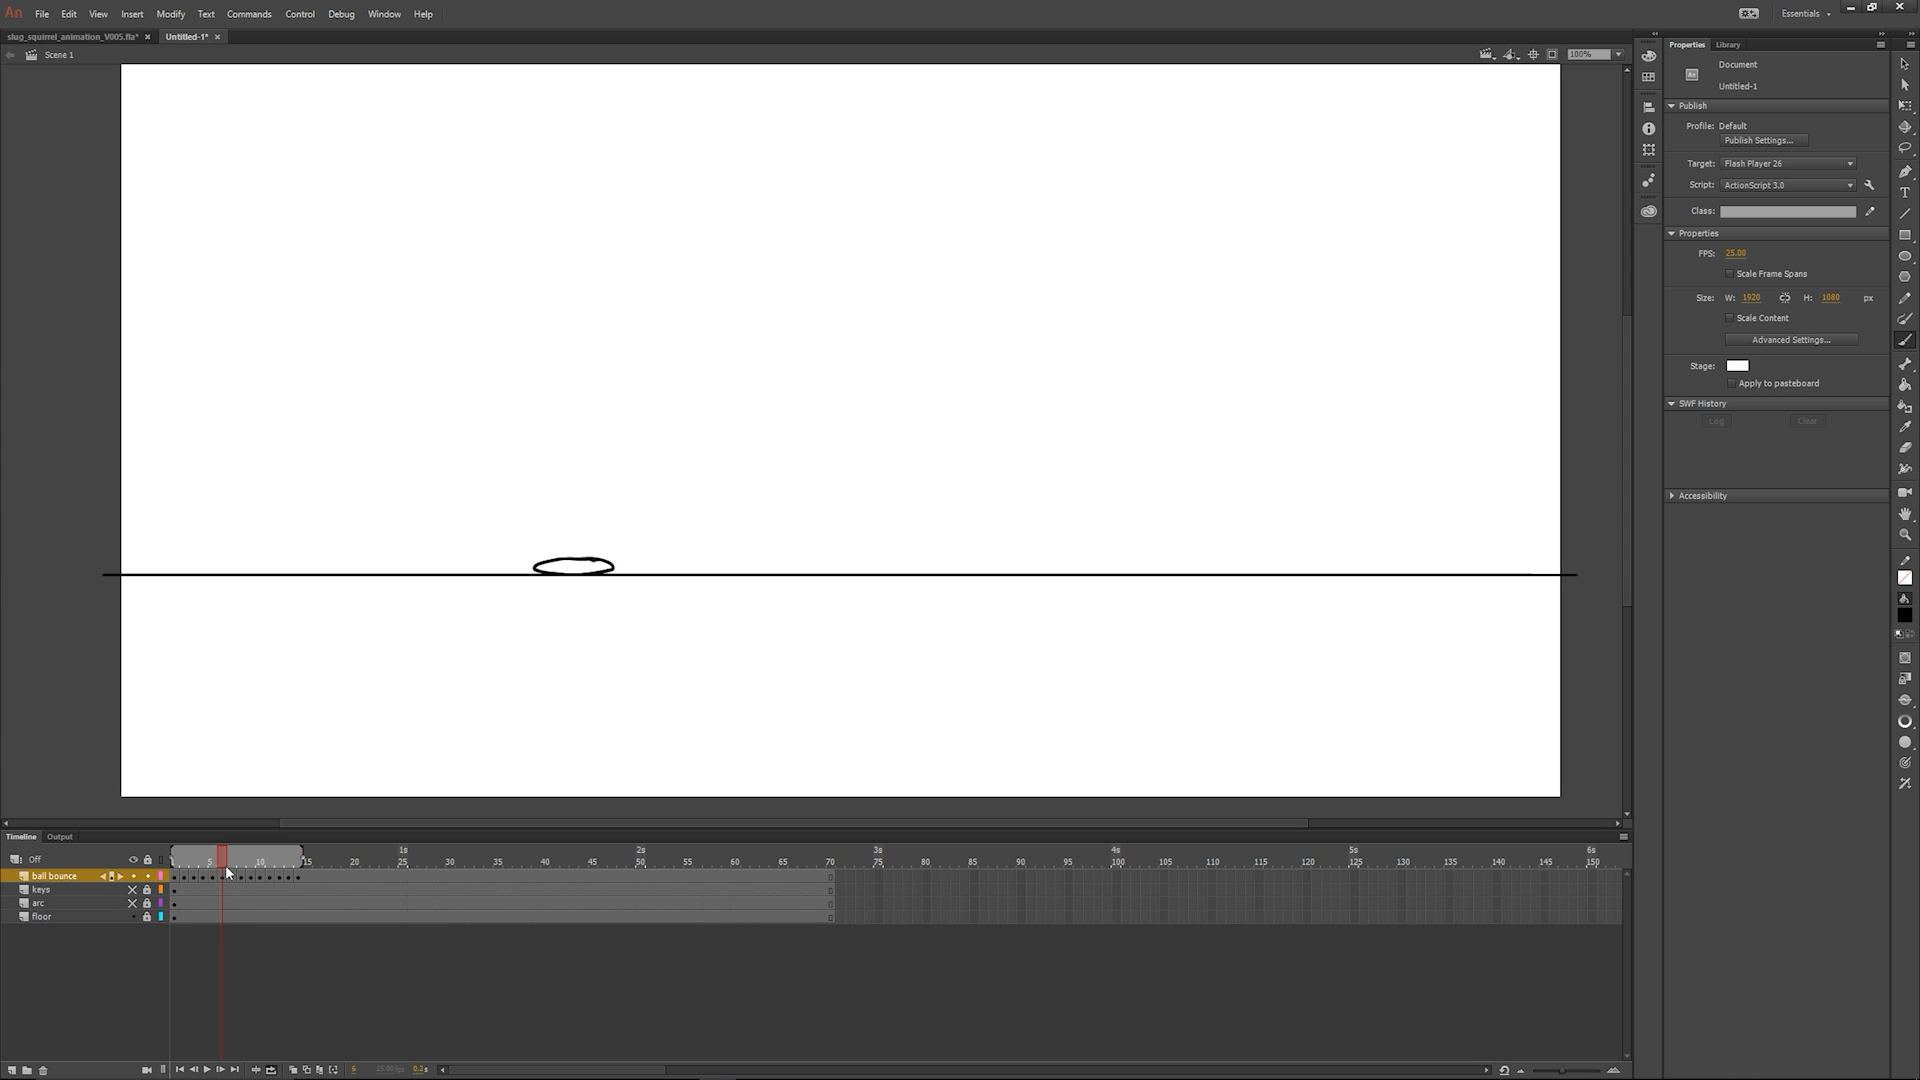 An File Edit View Insert Modify Text Commands Control Debug Window Help Essentials
slug_squirrel_animation_V005.fla* × Untitled-1* ×
Scene 1 100%
Properties Library
Document
An Untitled-1
Publish
Profile: Default
Publish Settings...
Target: Flash Player 26
Script: ActionScript 3.0
Class:
Properties
FPS: 25.00
Scale Frame Spans
Size: W: 1920 H: 1080 px
Scale Content
Advanced Settings...
Stage:
Apply to pasteboard
SWF History
Log Clear
Accessibility
Timeline Output
1s 2s 3s 4s 5s 6s
Off 5 10 15 20 25 30 35 40 45 50 55 60 65 70 75 80 85 90 95 100 105 110 115 120 125 130 135 140 145 150
ball bounce
keys
arc
floor
6 25.00 fps 0.2 s